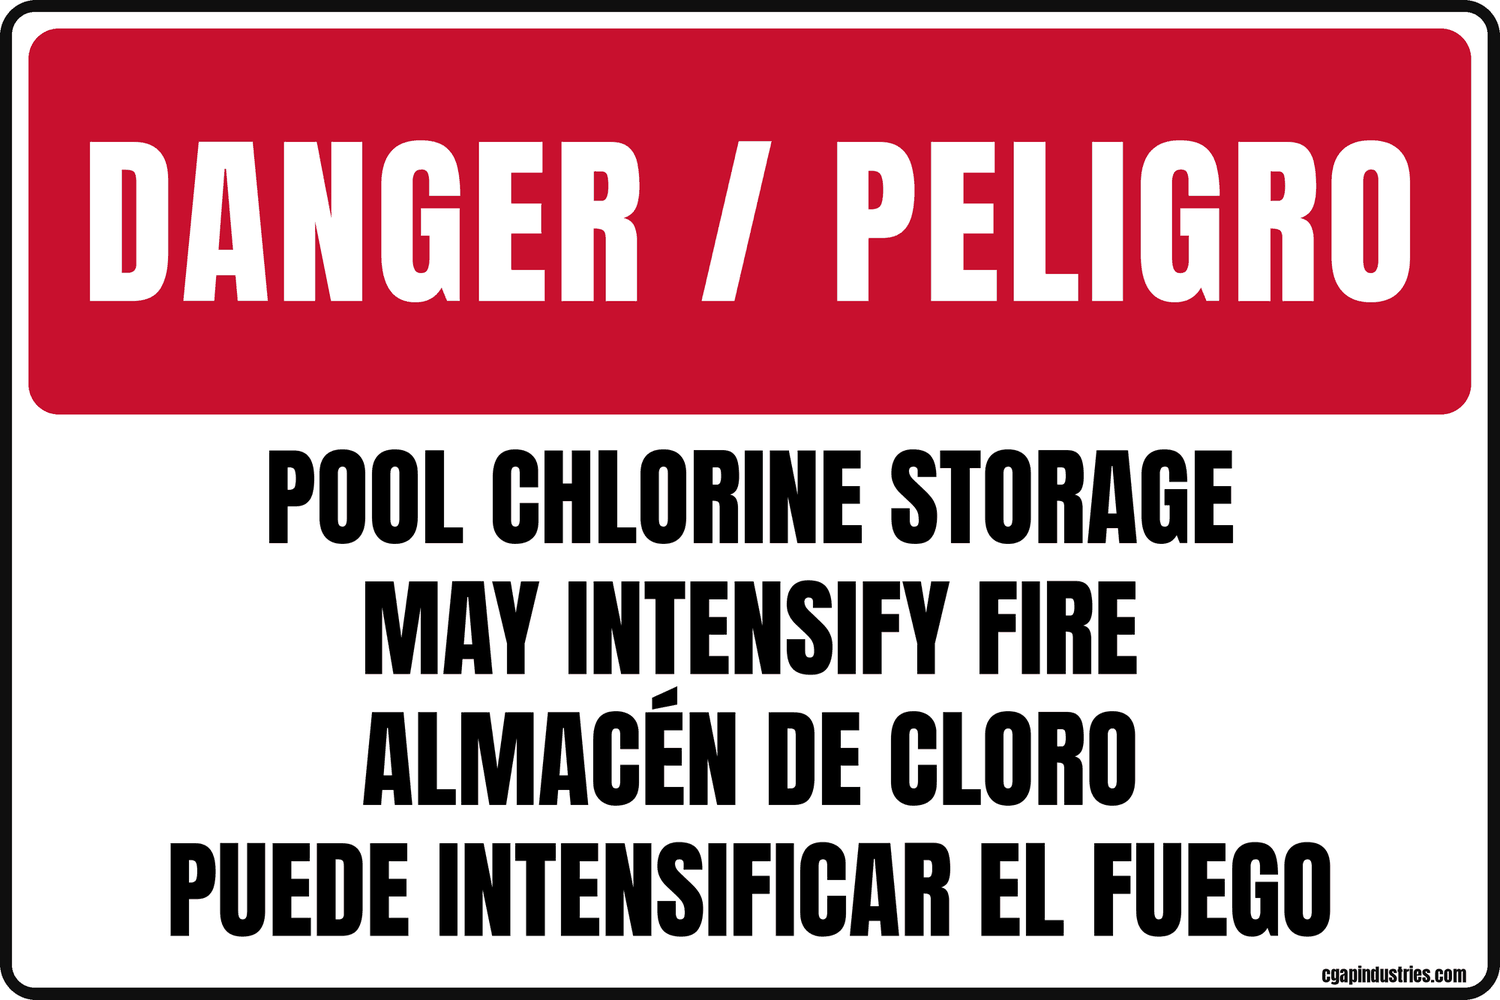 DANGER / PELIGRO
POOL CHLORINE STORAGE
MAY INTENSIFY FIRE
ALMACÉN DE CLORO
PUEDE INTENSIFICAR EL FUEGO
cgapindustries.com